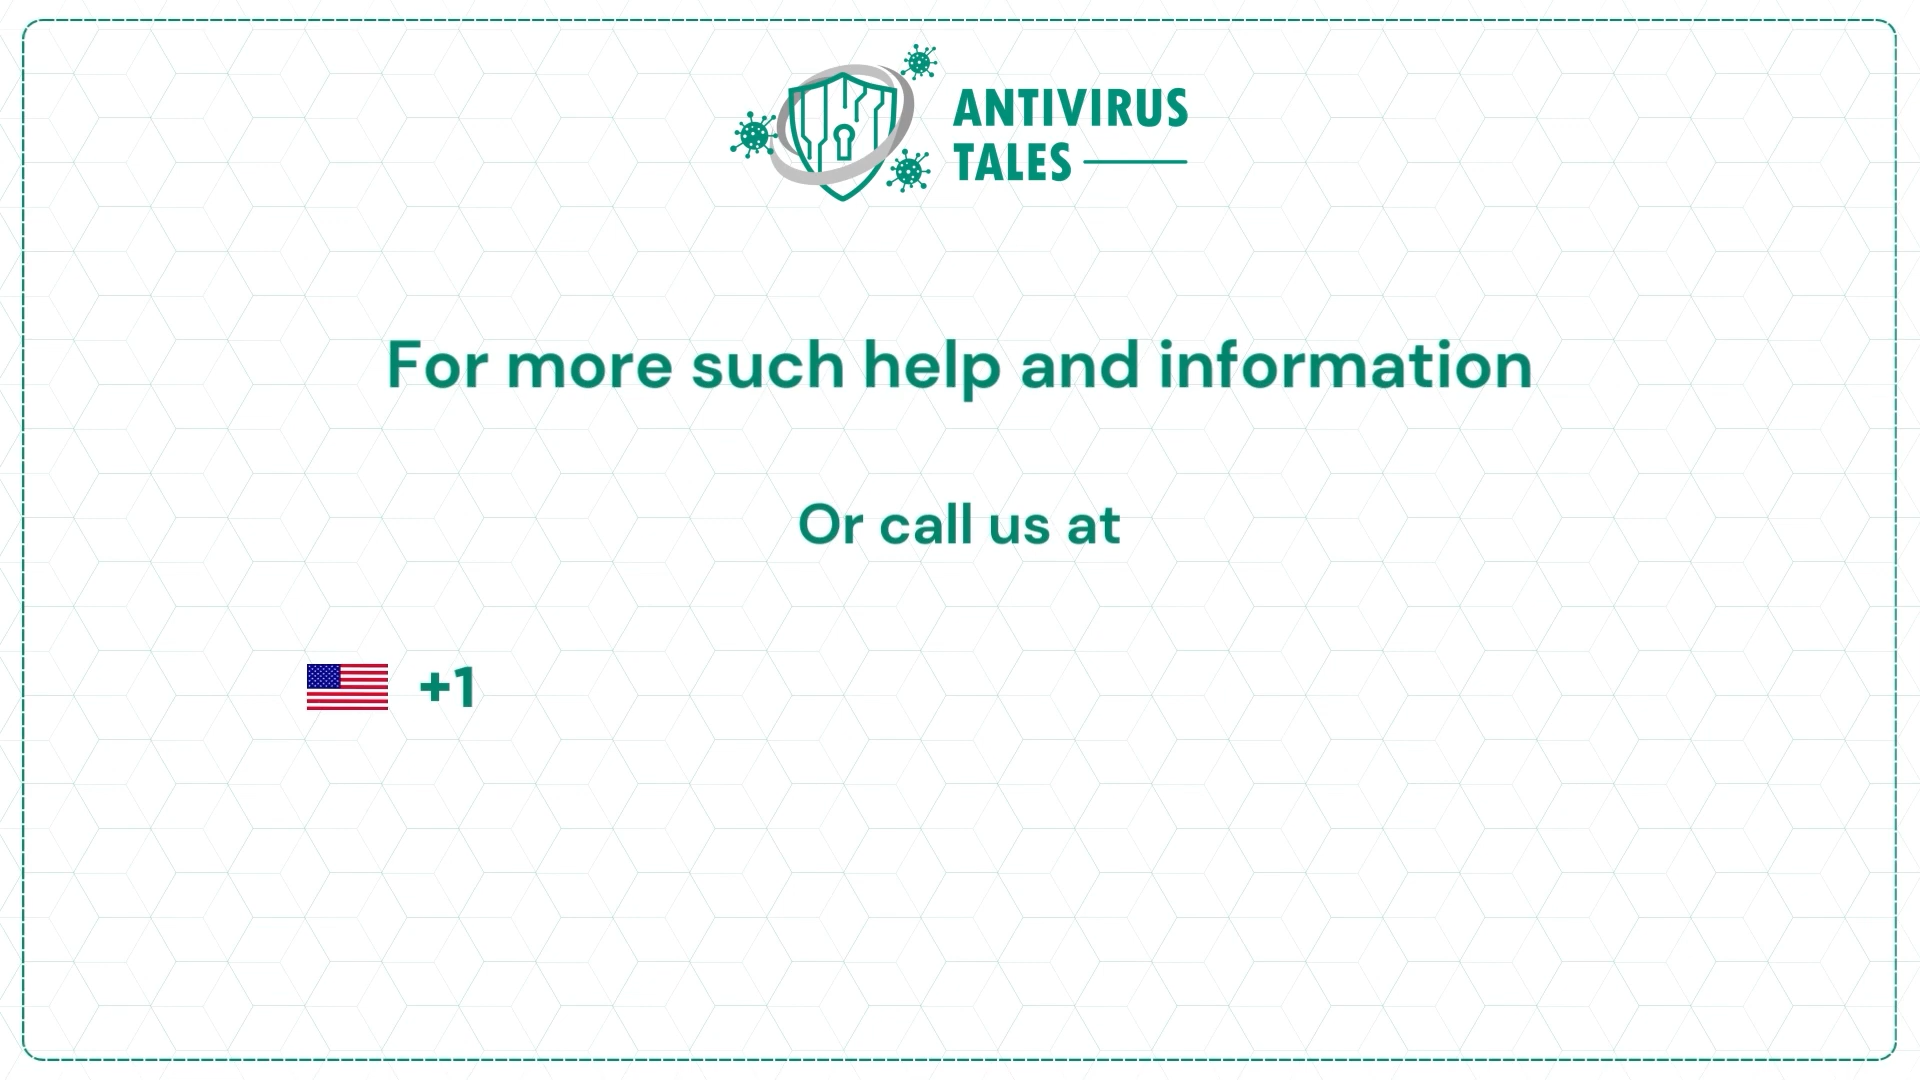 ANTIVIRUS
TALES
For more such help and information
Or call us at
+1